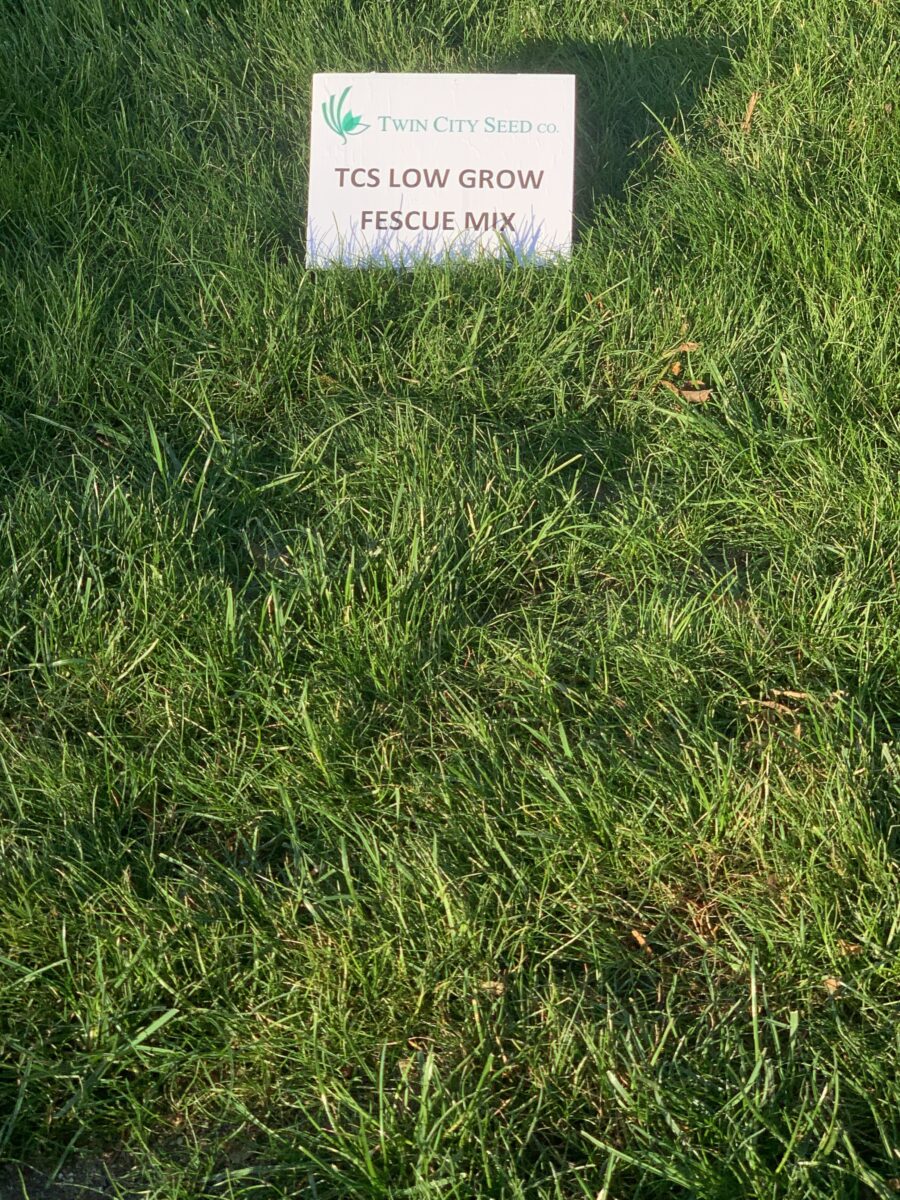 TWIN CITY SEED CO.
TCS LOW GROW
FESCUE MIX